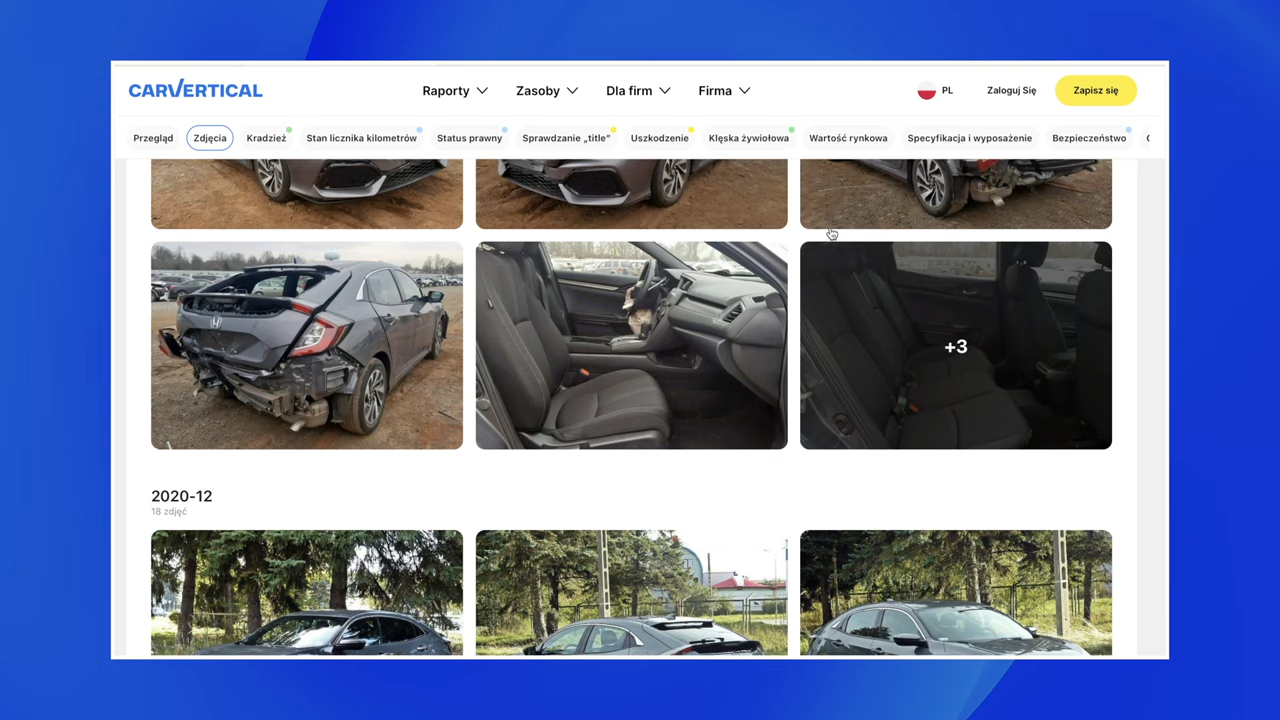 CARVERTICAL
Raporty
Zasoby
Dla firm
Firma
PL
Zaloguj Się
Zapisz się
Przegląd
Zdjęcia
Kradzież
Stan licznika kilometrów
Status prawny
Sprawdzanie „title”
Uszkodzenie
Klęska żywiołowa
Wartość rynkowa
Specyfikacja i wyposażenie
Bezpieczeństwo
+3
2020-12
18 zdjęć